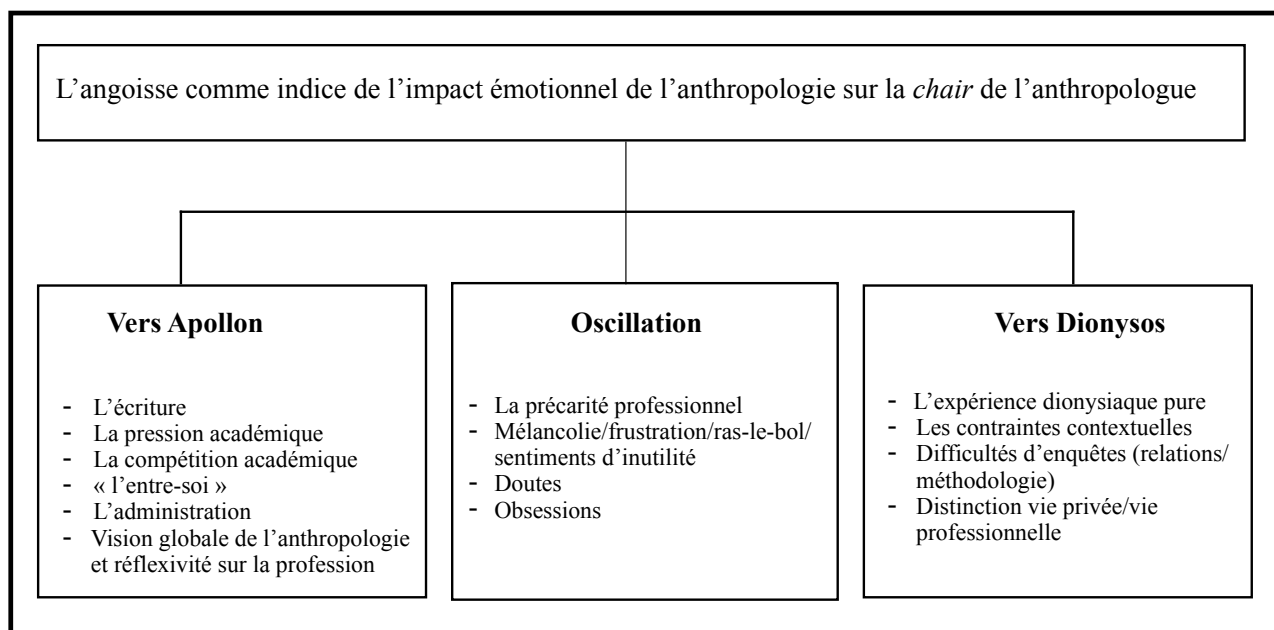 L’angoisse comme indice de l’impact émotionnel de l’anthropologie sur la chair de l’anthropologue
Vers Apollon
- L’écriture
- La pression académique
- La compétition académique
- « l’entre-soi »
- L’administration
- Vision globale de l’anthropologie
et réflexivité sur la profession
Oscillation
- La précarité professionnel
- Mélancolie/frustration/ras-le-bol/
sentiments d’inutilité
- Doutes
- Obsessions
Vers Dionysos
- L’expérience dionysiaque pure
- Les contraintes contextuelles
- Difficultés d’enquêtes (relations/
méthodologie)
- Distinction vie privée/vie
professionnelle